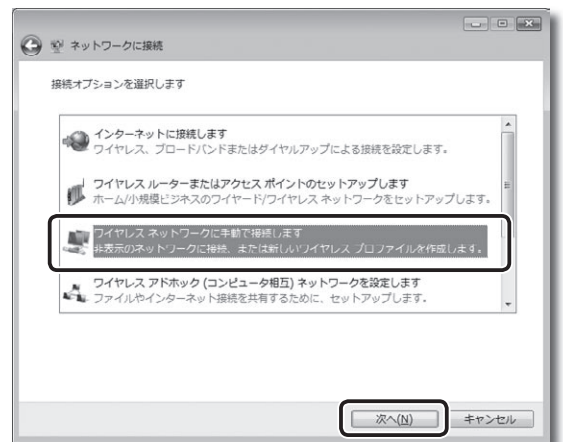 ネットワークに接続
接続オプションを選択します
インターネットに接続します
ワイヤレス、ブロードバンドまたはダイヤルアップによる接続を設定します。
ワイヤレス ルーターまたはアクセス ポイントのセットアップします
ホーム/小規模ビジネスのワイヤード/ワイヤレス ネットワークをセットアップします。
ワイヤレス ネットワークに手動で接続します
非表示のネットワークに接続、または新しいワイヤレス プロファイルを作成します。
ワイヤレス アドホック (コンピュータ相互) ネットワークを設定します
ファイルやインターネット接続を共有するために、セットアップします。
次へ(N)
キャンセル